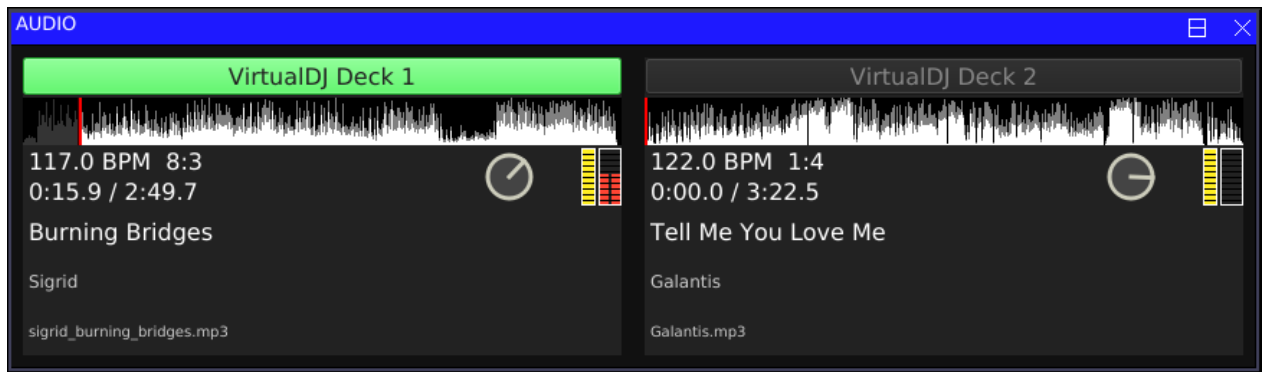 AUDIO
VirtualDJ Deck 1
117.0 BPM 8:3
0:15.9 / 2:49.7
Burning Bridges
Sigrid
sigrid_burning_bridges.mp3
VirtualDJ Deck 2
122.0 BPM 1:4
0:00.0 / 3:22.5
Tell Me You Love Me
Galantis
Galantis.mp3